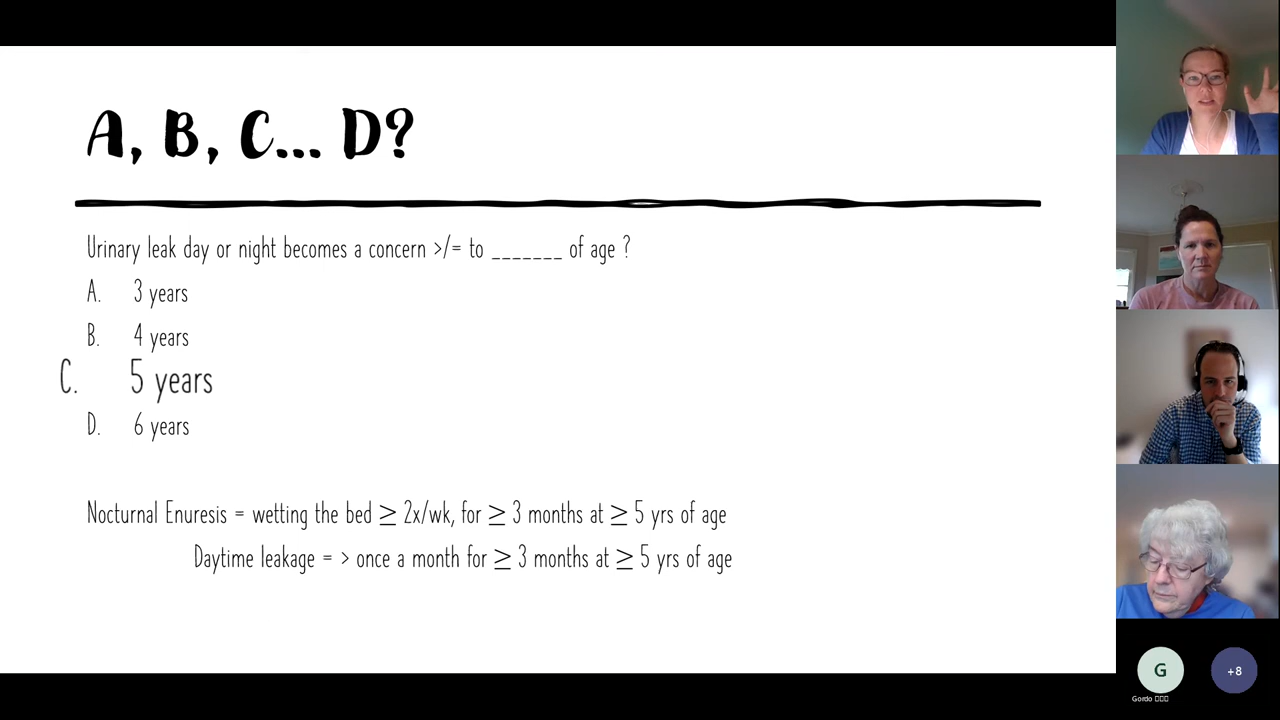 A, B, C... D?
Urinary leak day or night becomes a concern >/= to _______ of age ?
A. 3 years
B. 4 years
C. 5 years
D. 6 years
Nocturnal Enuresis = wetting the bed ≥ 2x/wk, for ≥ 3 months at ≥ 5 yrs of age
Daytime leakage = > once a month for ≥ 3 months at ≥ 5 yrs of age
G
+8
Gordo